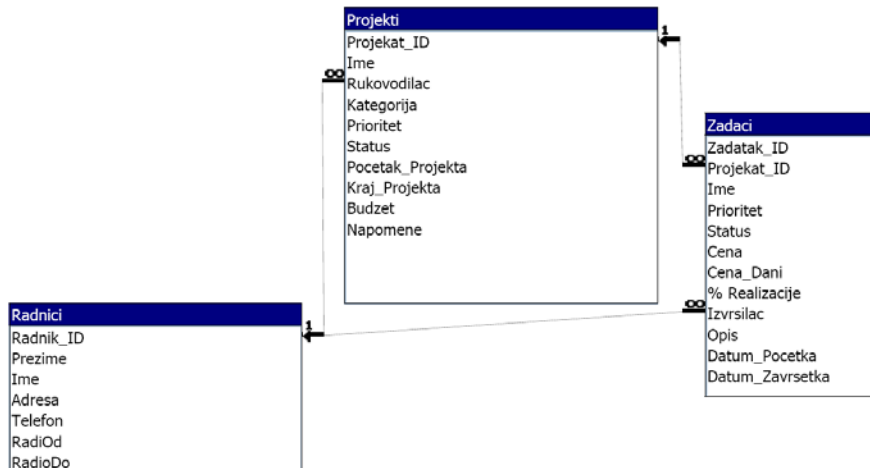 Projekti
Projekat_ID
Ime
Rukovodilac
Kategorija
Prioritet
Status
Pocetak_Projekta
Kraj_Projekta
Budzet
Napomene
1
∞
Zadaci
Zadatak_ID
Projekat_ID
Ime
Prioritet
Status
Cena
Cena_Dani
% Realizacije
Izvrsilac
Opis
Datum_Pocetka
Datum_Zavrsetka
∞
∞
Radnici
Radnik_ID
Prezime
Ime
Adresa
Telefon
RadiOd
RadioDo
1